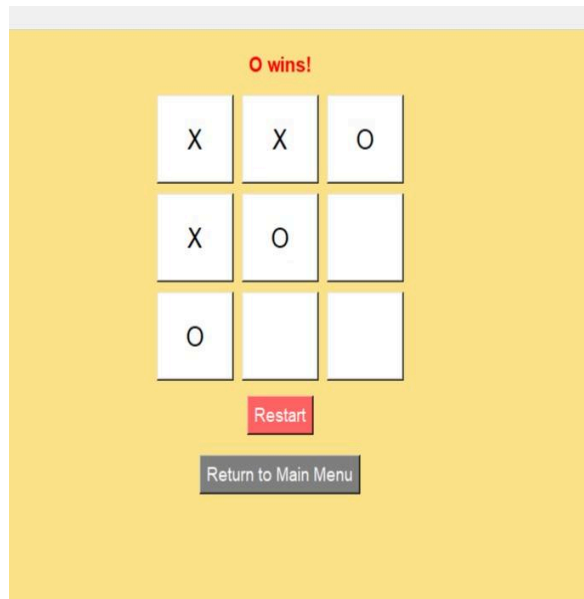 O wins!
X X O
X O
O
Restart
Return to Main Menu